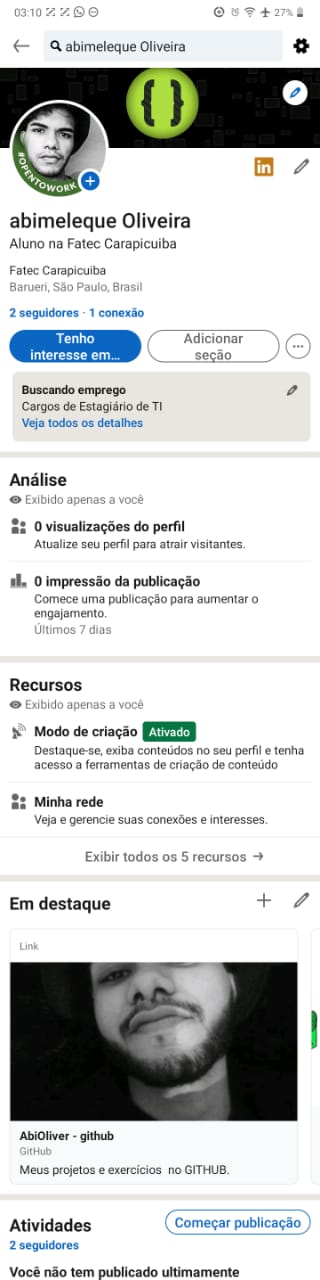 03:10
27%
abimeleque Oliveira
{ }
#OPENTOWORK
in
abimeleque Oliveira
Aluno na Fatec Carapicuiba
Fatec Carapicuiba
Barueri, São Paulo, Brasil
2 seguidores · 1 conexão
Tenho
interesse em…
Adicionar
seção
Buscando emprego
Cargos de Estagiário de TI
Veja todos os detalhes
Análise
Exibido apenas a você
0 visualizações do perfil
Atualize seu perfil para atrair visitantes.
0 impressão da publicação
Comece uma publicação para aumentar o
engajamento.
Últimos 7 dias
Recursos
Exibido apenas a você
Modo de criação Ativado
Destaque-se, exiba conteúdos no seu perfil e tenha
acesso a ferramentas de criação de conteúdo
Minha rede
Veja e gerencie suas conexões e interesses.
Exibir todos os 5 recursos →
Em destaque
Link
AbiOliver - github
GitHub
Meus projetos e exercícios  no GITHUB.
Atividades
Começar publicação
2 seguidores
Você não tem publicado ultimamente